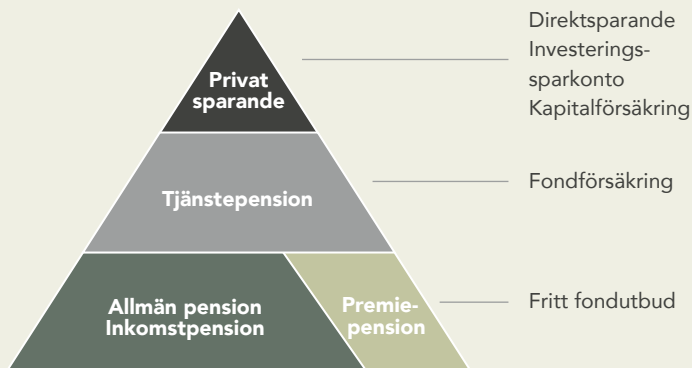 Privat
sparande
Direktsparande
Investerings-
sparkonto
Kapitalförsäkring
Tjänstepension
Fondförsäkring
Allmän pension
Inkomstpension
Premie-
pension
Fritt fondutbud